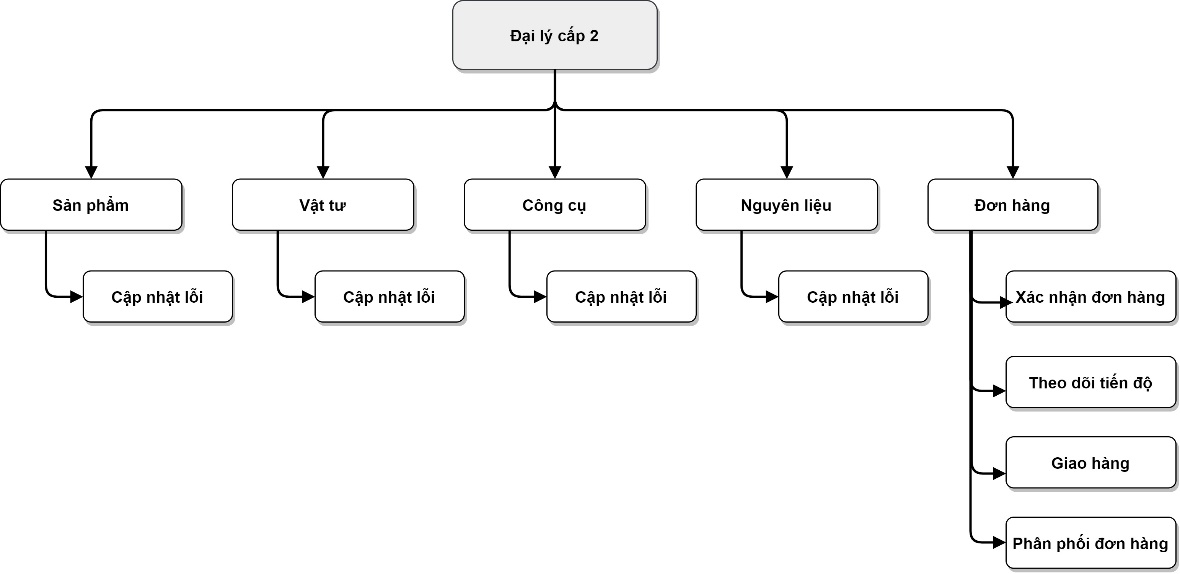 Đại lý cấp 2
Sản phẩm
Vật tư
Công cụ
Nguyên liệu
Đơn hàng
Cập nhật lỗi
Cập nhật lỗi
Cập nhật lỗi
Cập nhật lỗi
Xác nhận đơn hàng
Theo dõi tiến độ
Giao hàng
Phân phối đơn hàng